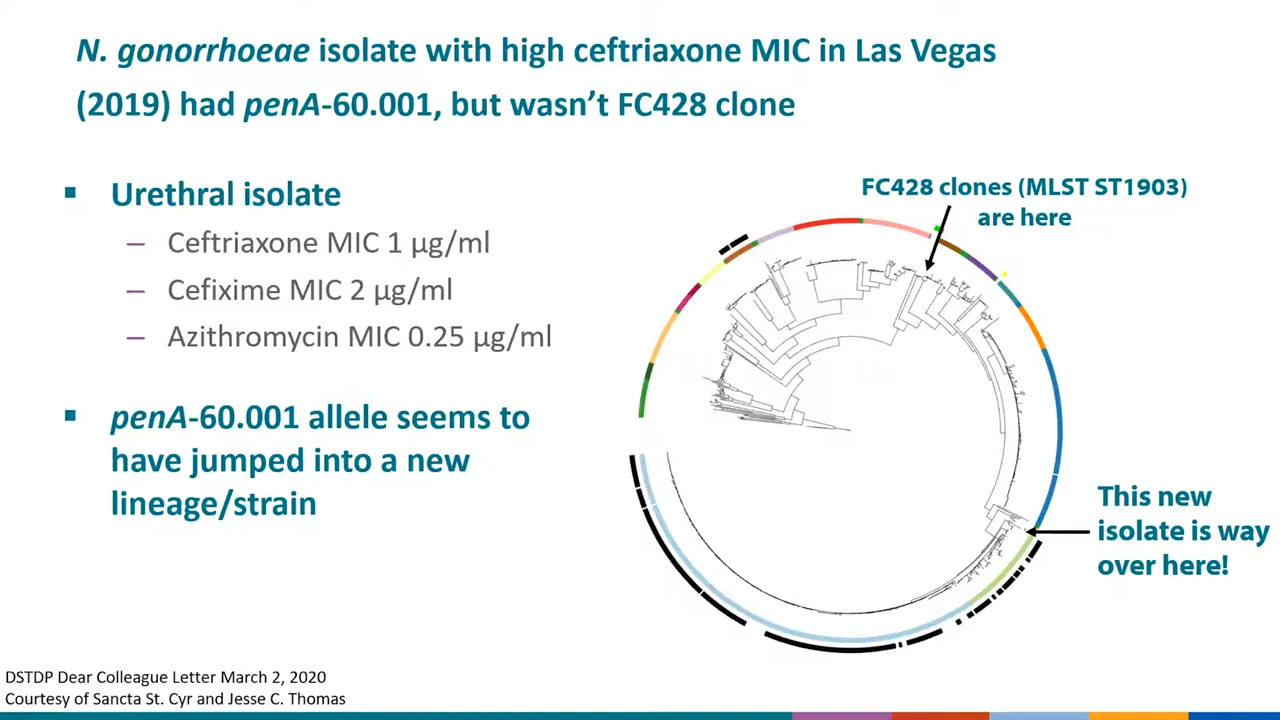 N. gonorrhoeae isolate with high ceftriaxone MIC in Las Vegas
(2019) had penA-60.001, but wasn’t FC428 clone
▪ Urethral isolate
– Ceftriaxone MIC 1 µg/ml
– Cefixime MIC 2 µg/ml
– Azithromycin MIC 0.25 µg/ml
▪ penA-60.001 allele seems to
have jumped into a new
lineage/strain
FC428 clones (MLST ST1903)
are here
This new
isolate is way
over here!
DSTDP Dear Colleague Letter March 2, 2020
Courtesy of Sancta St. Cyr and Jesse C. Thomas